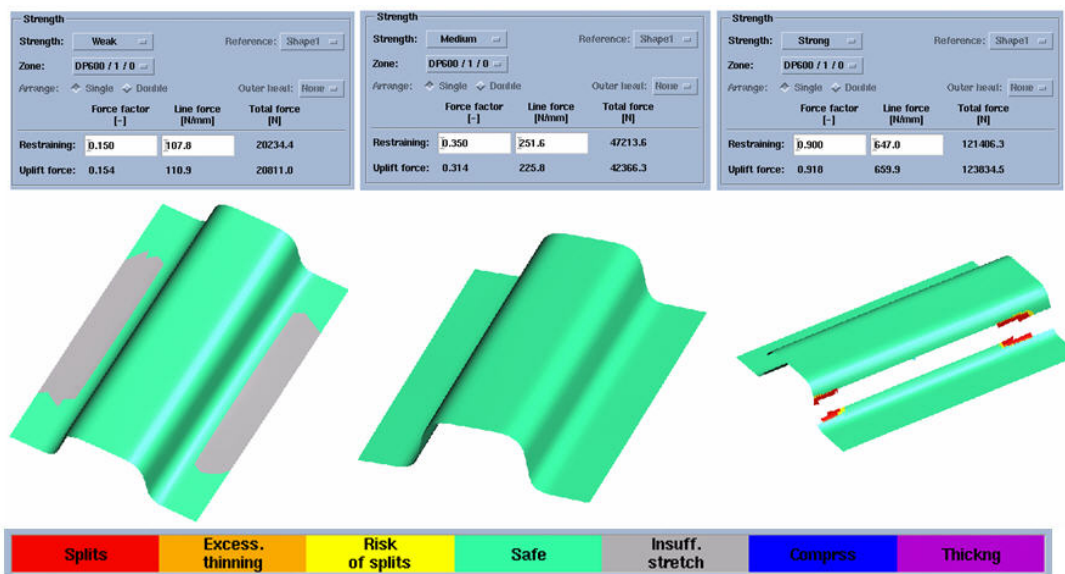 Strength
Strength: Weak Reference: Shape1
Zone: DP600 / 1 / 0
Arrange: Single Double Outer bead: None
Force factor Line force Total force
[-] [N/mm] [N]
Restraining: 0.150 107.8 20234.4
Uplift force: 0.154 110.9 20811.0
Strength
Strength: Medium Reference: Shape1
Zone: DP600 / 1 / 0
Arrange: Single Double Outer bead: None
Force factor Line force Total force
[-] [N/mm] [N]
Restraining: 0.350 251.6 47213.6
Uplift force: 0.314 225.8 42366.3
Strength
Strength: Strong Reference: Shape1
Zone: DP600 / 1 / 0
Arrange: Single Double Outer bead: None
Force factor Line force Total force
[-] [N/mm] [N]
Restraining: 0.900 647.0 121406.3
Uplift force: 0.918 659.9 123834.5
Splits
Excess.
thinning
Risk
of splits
Safe
Insuff.
stretch
Comprss
Thickng